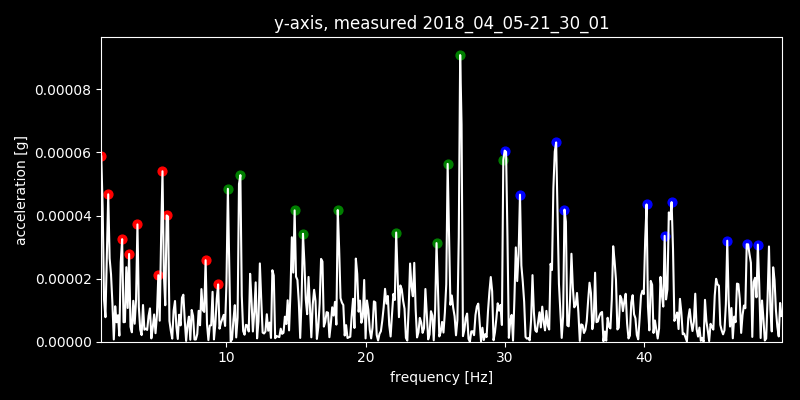 y-axis, measured 2018_04_05-21_30_01
acceleration [g]
0.00008
0.00006
0.00004
0.00002
0.00000
10 20 30 40
frequency [Hz]